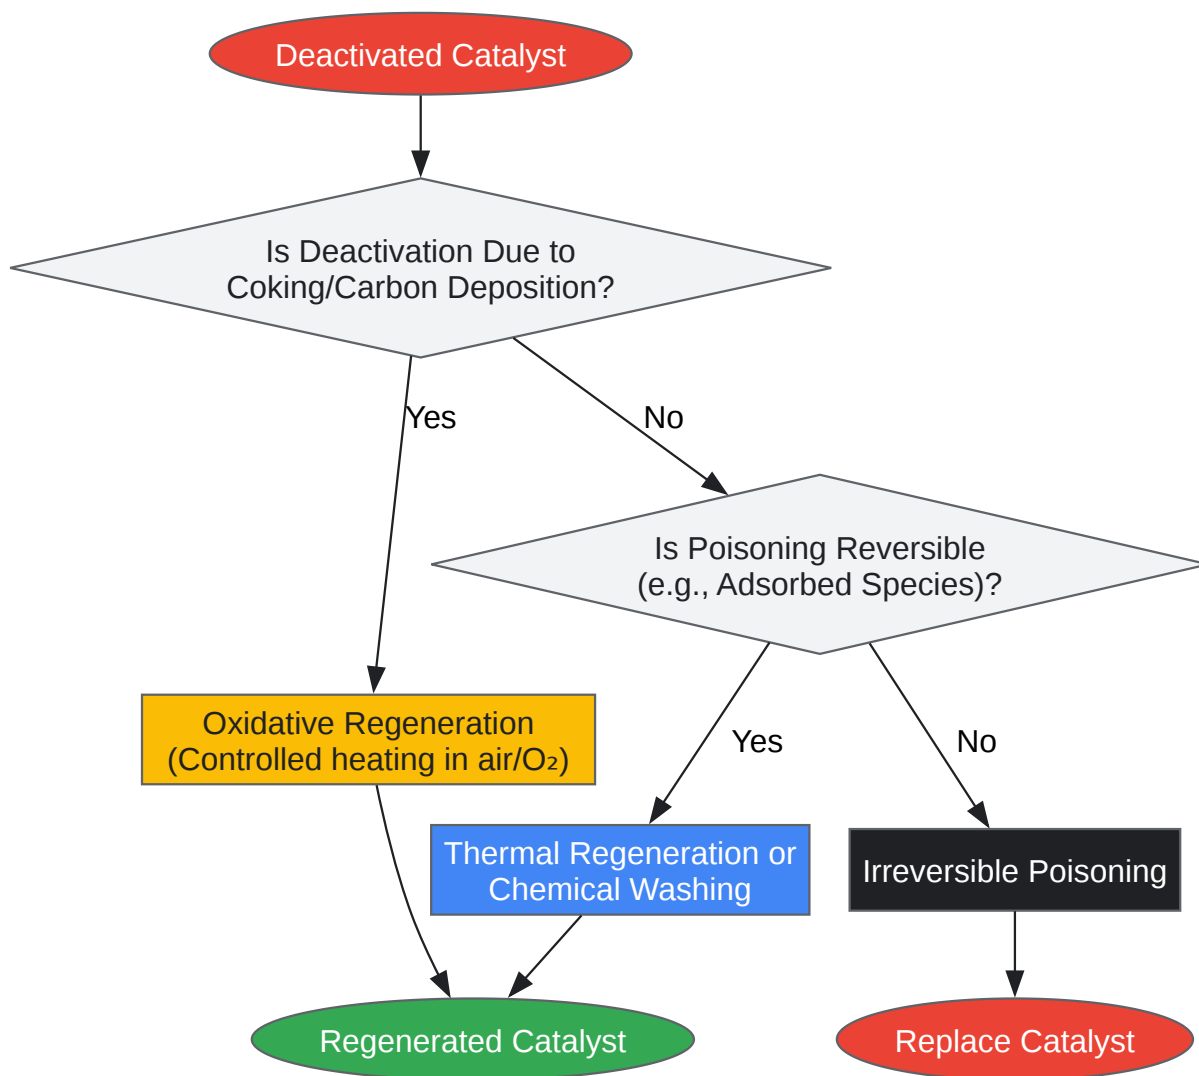 Deactivated Catalyst
Is Deactivation Due to
Coking/Carbon Deposition?
Yes
No
Is Poisoning Reversible
(e.g., Adsorbed Species)?
Oxidative Regeneration
(Controlled heating in air/O₂)
Yes
No
Thermal Regeneration or
Chemical Washing
Irreversible Poisoning
Regenerated Catalyst
Replace Catalyst